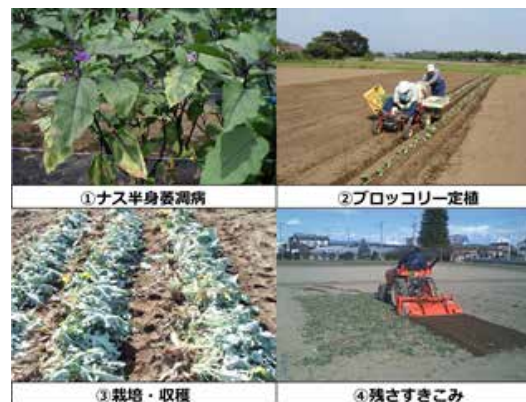 ①ナス半身萎凋病
②ブロッコリー定植
③栽培・収穫
④残さすきこみ